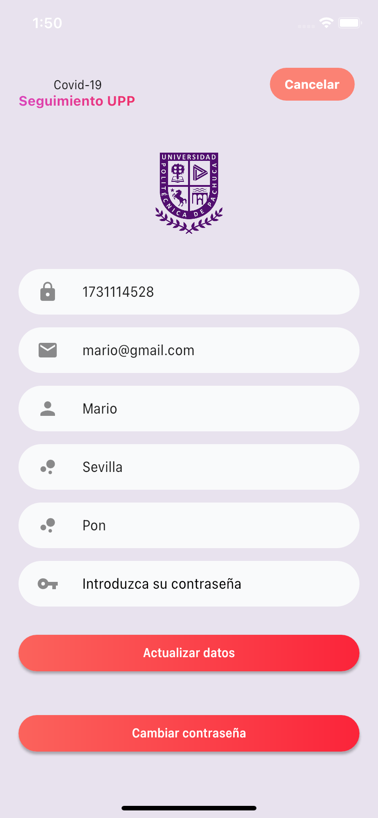 1:50
Covid-19
Cancelar
Seguimiento UPP
UNIVERSIDAD
POLITÉCNICA DE PACHUCA
1731114528
mario@gmail.com
Mario
Sevilla
Pon
Introduzca su contraseña
Actualizar datos
Cambiar contraseña